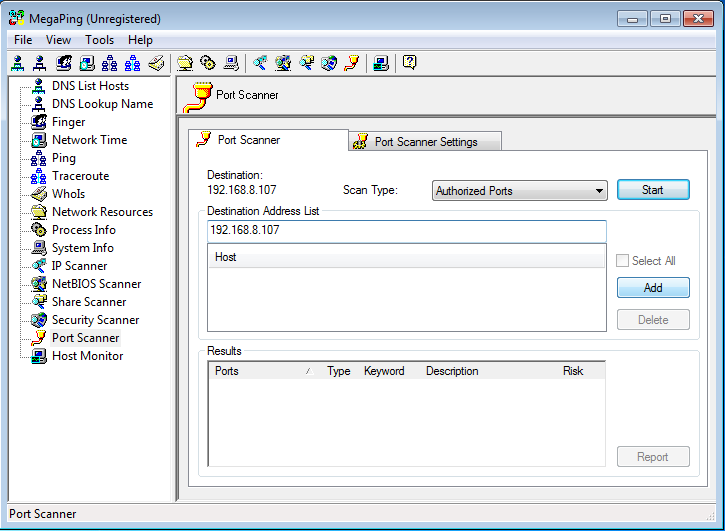 MegaPing (Unregistered)
File View Tools Help
DNS List Hosts
DNS Lookup Name
Finger
Network Time
Ping
Traceroute
WhoIs
Network Resources
Process Info
System Info
IP Scanner
NetBIOS Scanner
Share Scanner
Security Scanner
Port Scanner
Host Monitor
Port Scanner
Port Scanner
Port Scanner Settings
Destination:
192.168.8.107
Scan Type:
Authorized Ports
Start
Destination Address List
192.168.8.107
Host
Select All
Add
Delete
Results
Ports Type Keyword Description Risk
Report
Port Scanner